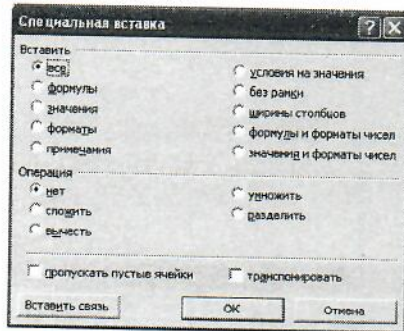 Специальная вставка
Вставить
все
формулы
значения
форматы
примечания
условия на значения
без рамки
ширины столбцов
формулы и форматы чисел
значения и форматы чисел
Операция
нет
сложить
вычесть
умножить
разделить
пропускать пустые ячейки
транспонировать
Вставить связь
ОК
Отмена